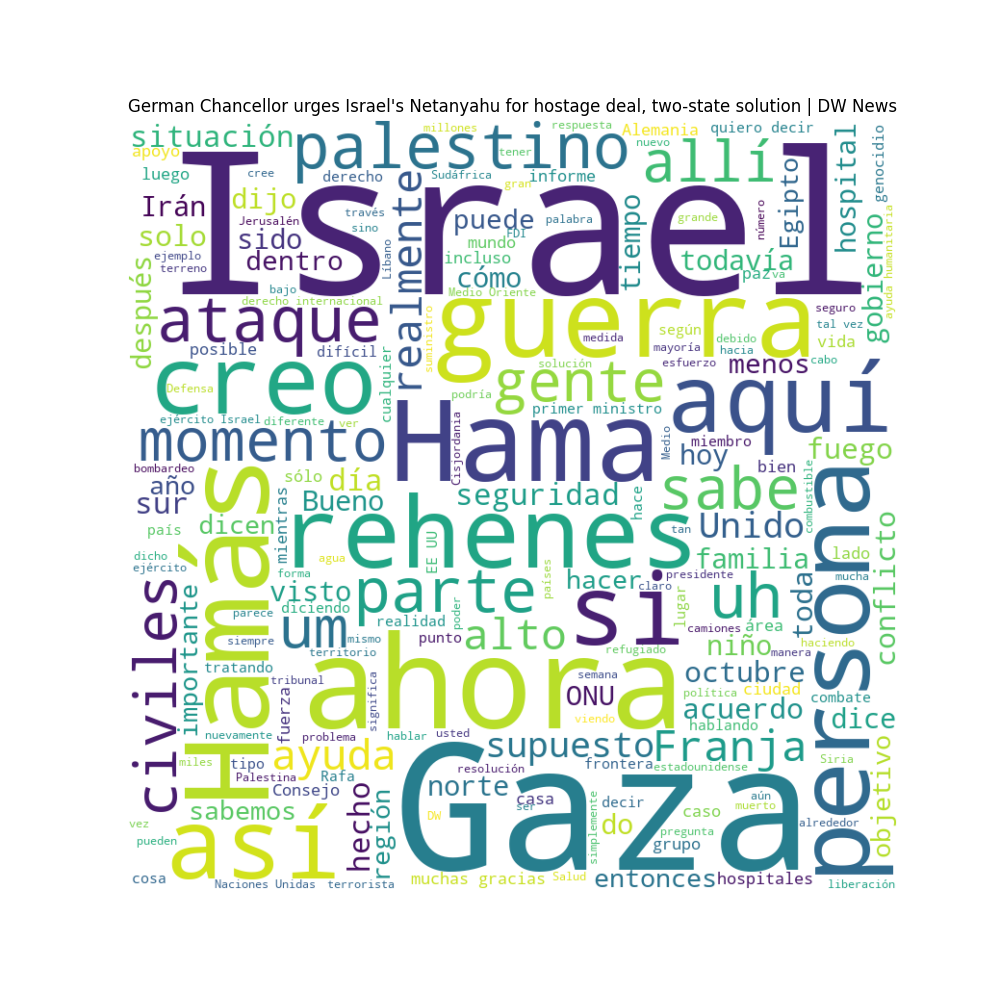 German Chancellor urges Israel's Netanyahu for hostage deal, two-state solution | DW News
situación
palestino
millones
respuesta
Alemania
quiero decir
apoyo
tener
nuevo
allí
hospital
genocidio
luego
cree
derecho
Sudáfrica
gran
informe
Israel
Irán
dijo
Jerusalén
través
sino
realmente
puede
palabra
FDI
tiempo
grande
número
Egipto
solo
sido
Líbano
mundo
incluso
todavía
paz
va
gobierno
ayuda humanitaria
ejemplo
terreno
dentro
cómo
después
bajo
derecho internacional
Medio Oriente
ataque
guerra
suministro
medida
según
mayoría
debido
hacia
seguro
tal vez
vida
cabo
posible
difícil
cualquier
solución
esfuerzo
menos
creo
Defensa
gente
podría
aquí
ejército Israel
diferente
ver
primer ministro
momento
Hama
Cisjordania
Medio
hoy
miembro
bien
fuego
bombardeo
año
sur
Hamás
sólo
día
Bueno
seguridad
hace
sabe
combustible
persona
país
dicen
mientras
rehenes
tan
Unido
conflicto
dicho
ejército
agua
EE UU
familia
lado
civiles
importante
forma
visto
diciendo
parte
hacer
países
si
claro
presidente
lugar
uh
toda
mucha
parece
siempre
um
mismo
realidad
poder
punto
alto
camiones
área
niño
manera
haciendo
tratando
territorio
refugiado
tribunal
fuerza
ahora
significa
semana
ONU
octubre
política
ciudad
combate
acuerdo
dice
nuevamente
problema
hablar
usted
viendo
hablando
miles
tipo
ayuda
supuesto
Franja
objetivo
Siria
Palestina
Consejo
Rafa
resolución
frontera
estadounidense
norte
Gaza
sabemos
hecho
región
casa
ser
decir
caso
aún
muerto
vez
pueden
así
DW
simplemente
do
pregunta
grupo
alrededor
cosa
Naciones Unidas
terrorista
muchas gracias
Salud
entonces
hospitales
liberación